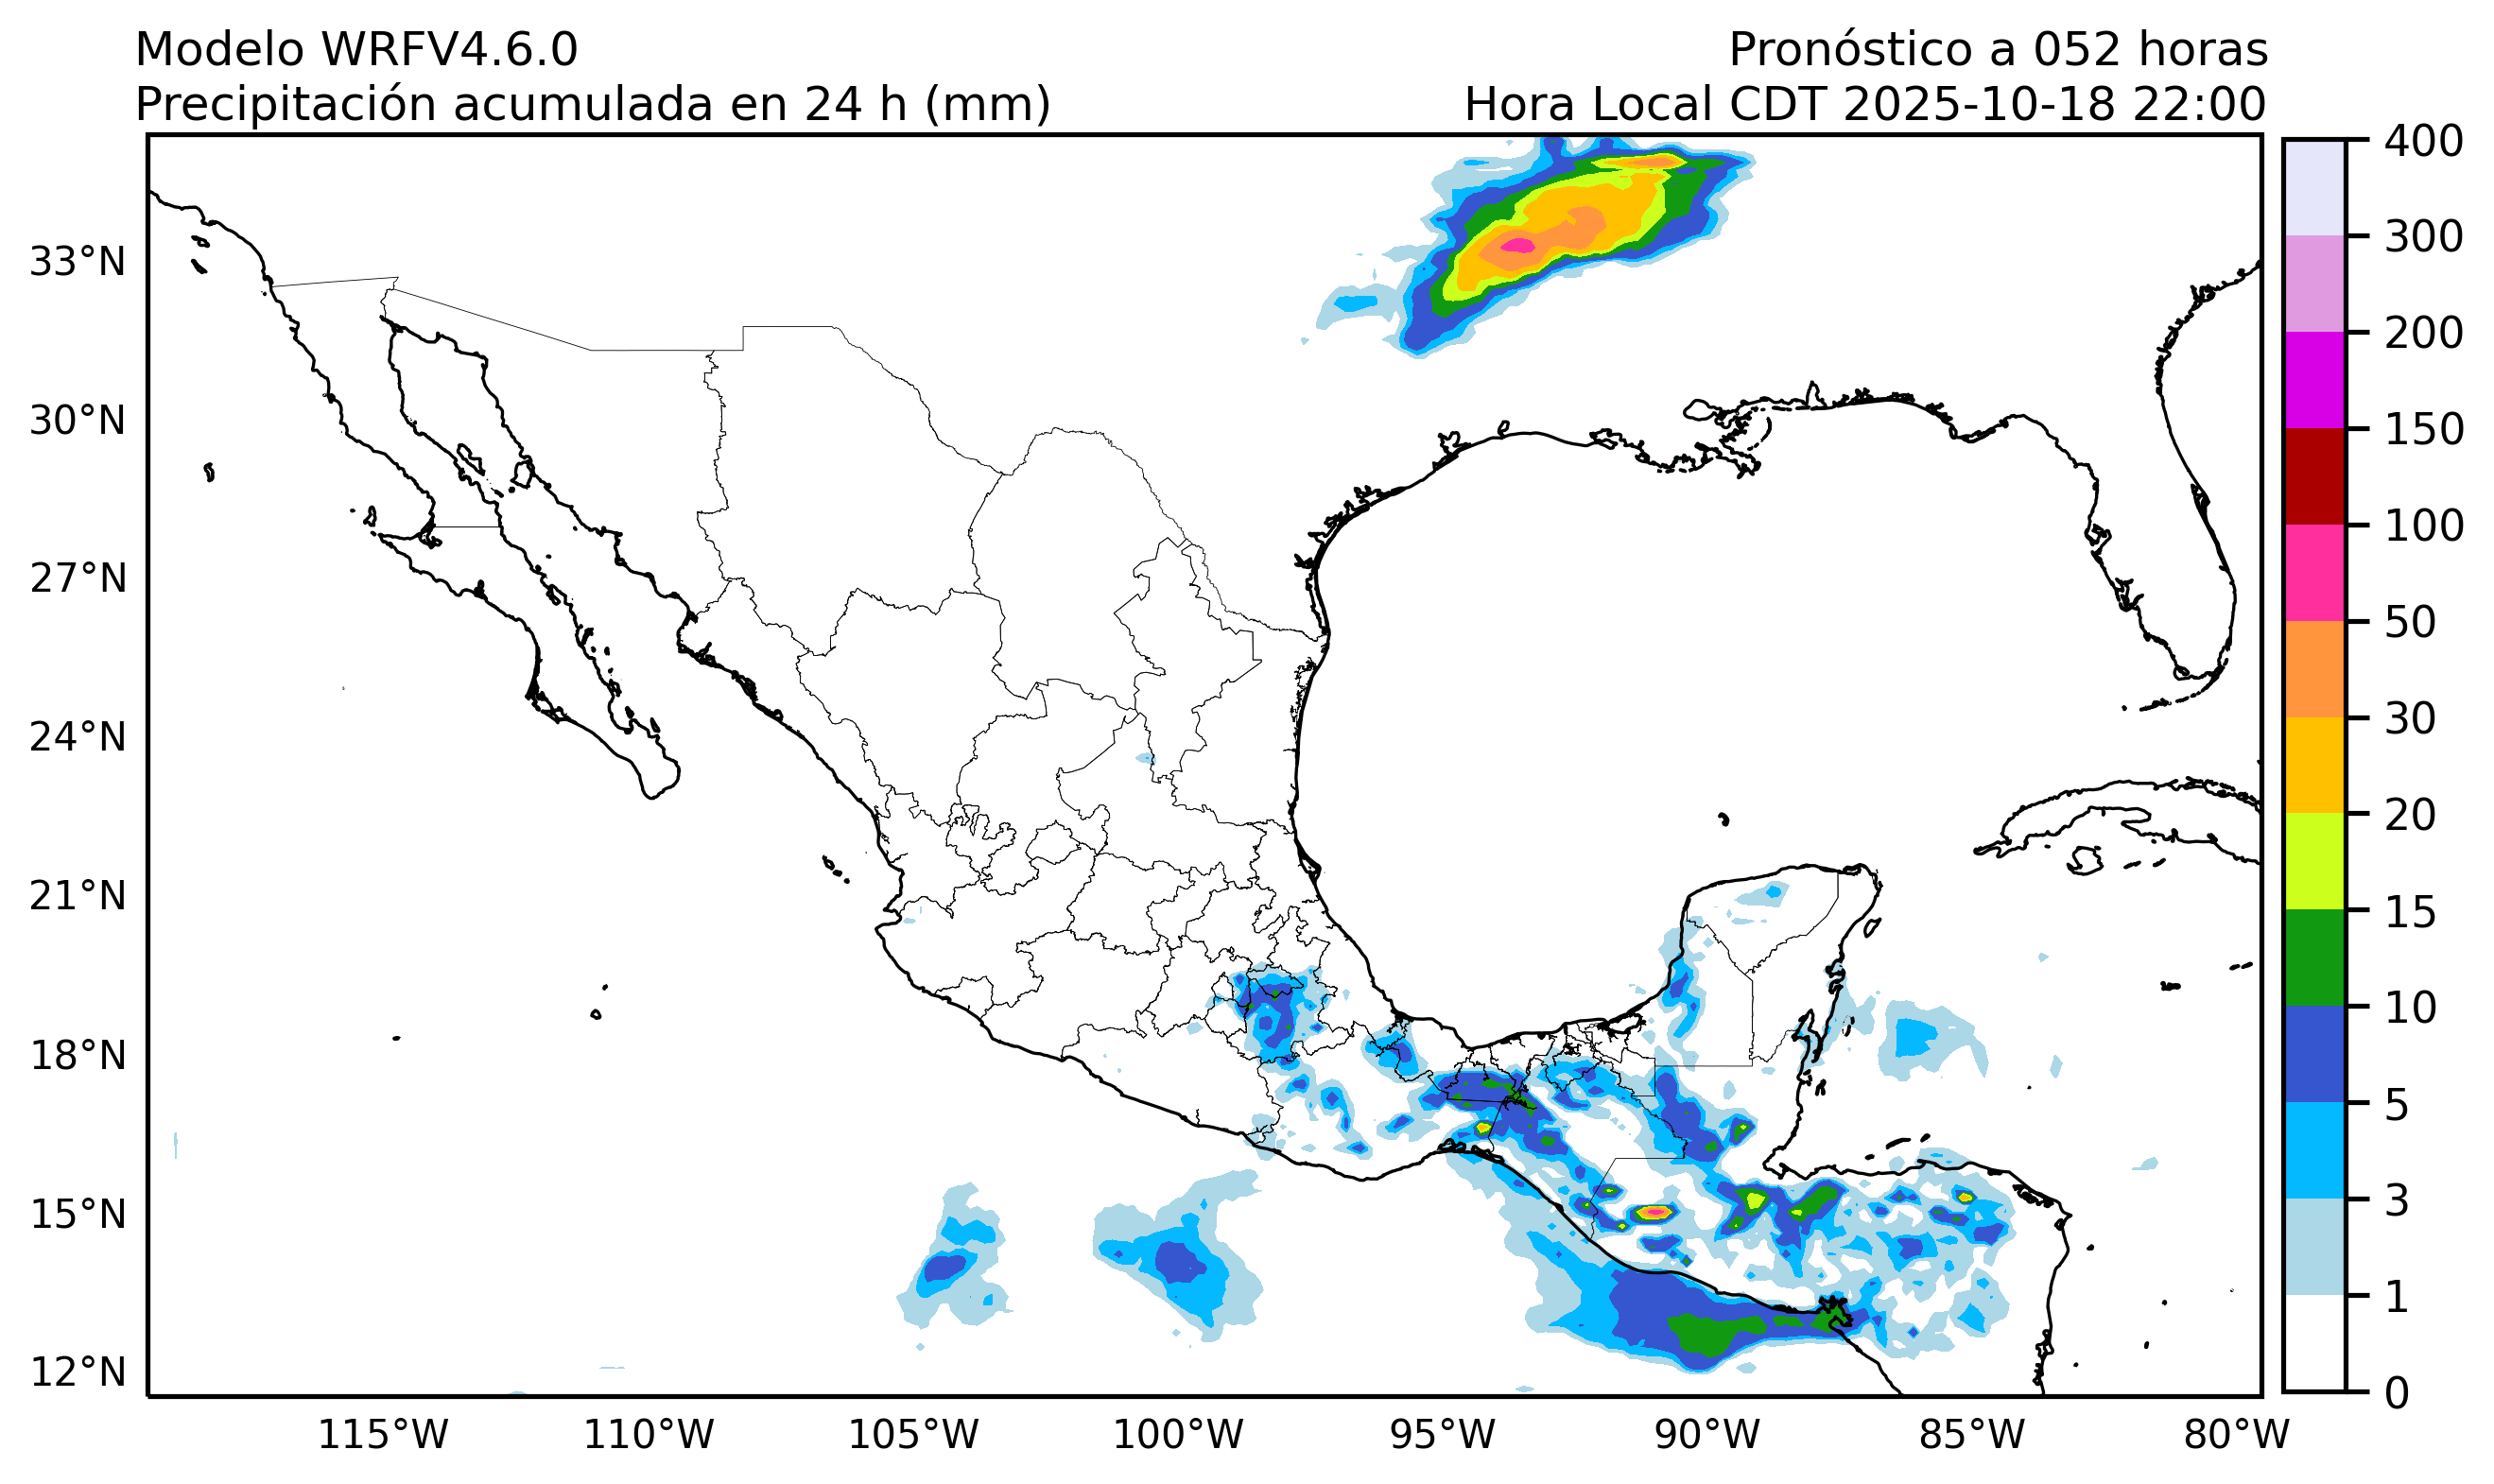 Modelo WRFV4.6.0
Pronóstico a 052 horas
Precipitación acumulada en 24 h (mm)
Hora Local CDT 2025-10-18 22:00
33°N
30°N
27°N
24°N
21°N
18°N
15°N
12°N
115°W
110°W
105°W
100°W
95°W
90°W
85°W
80°W
400
300
200
150
100
50
30
20
15
10
5
3
1
0